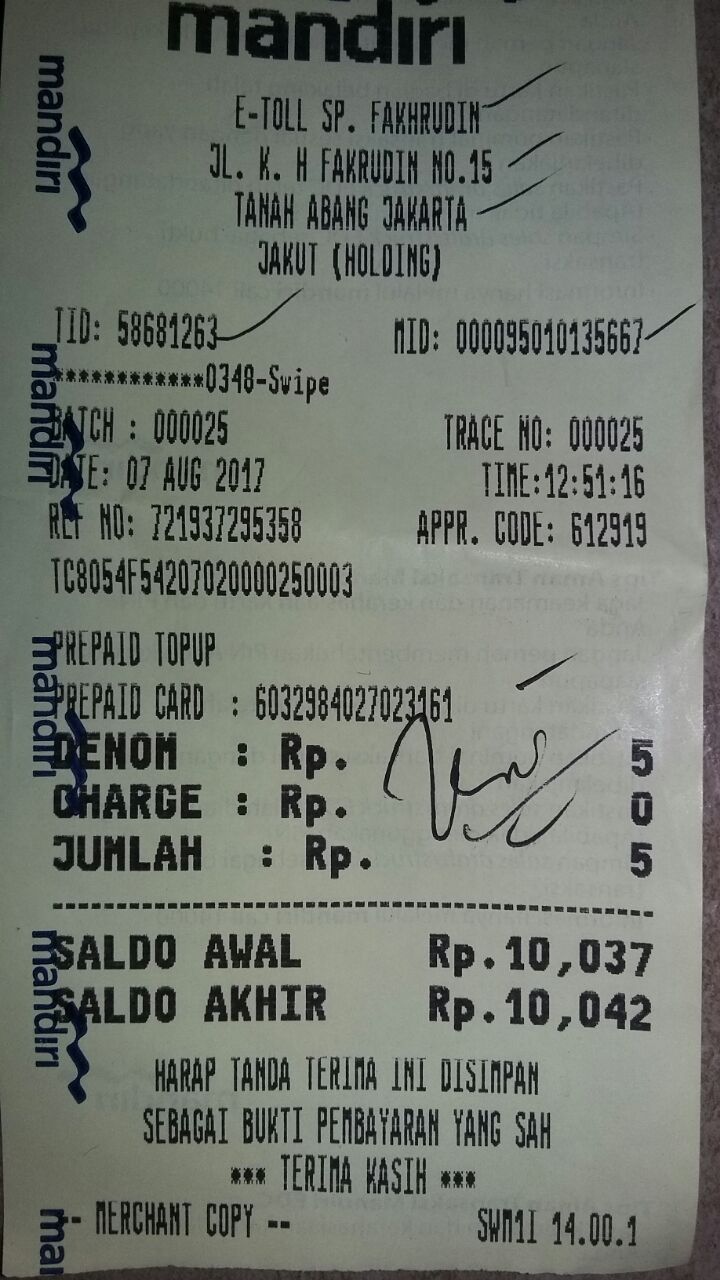 mandiri
E-TOLL SP. FAKHRUDIN
JL. K. H FAKRUDIN NO.15
TANAH ABANG JAKARTA
JAKUT (HOLDING)
TID: 58681263 MID: 000095010135667
************0348-Swipe
BATCH : 000025 TRACE NO: 000025
DATE: 07 AUG 2017 TIME:12:51:16
REF NO: 721937295358 APPR. CODE: 612919
TC8054F54207020000250003
PREPAID TOPUP
PREPAID CARD : 6032984027023161
DENOM : Rp. 5
CHARGE : Rp. 0
JUMLAH : Rp. 5
SALDO AWAL Rp.10,037
SALDO AKHIR Rp.10,042
HARAP TANDA TERIMA INI DISIMPAN
SEBAGAI BUKTI PEMBAYARAN YANG SAH
*** TERIMA KASIH ***
-- MERCHANT COPY -- SWM1I 14.00.1
mandiri
mandiri
mandiri
mandiri